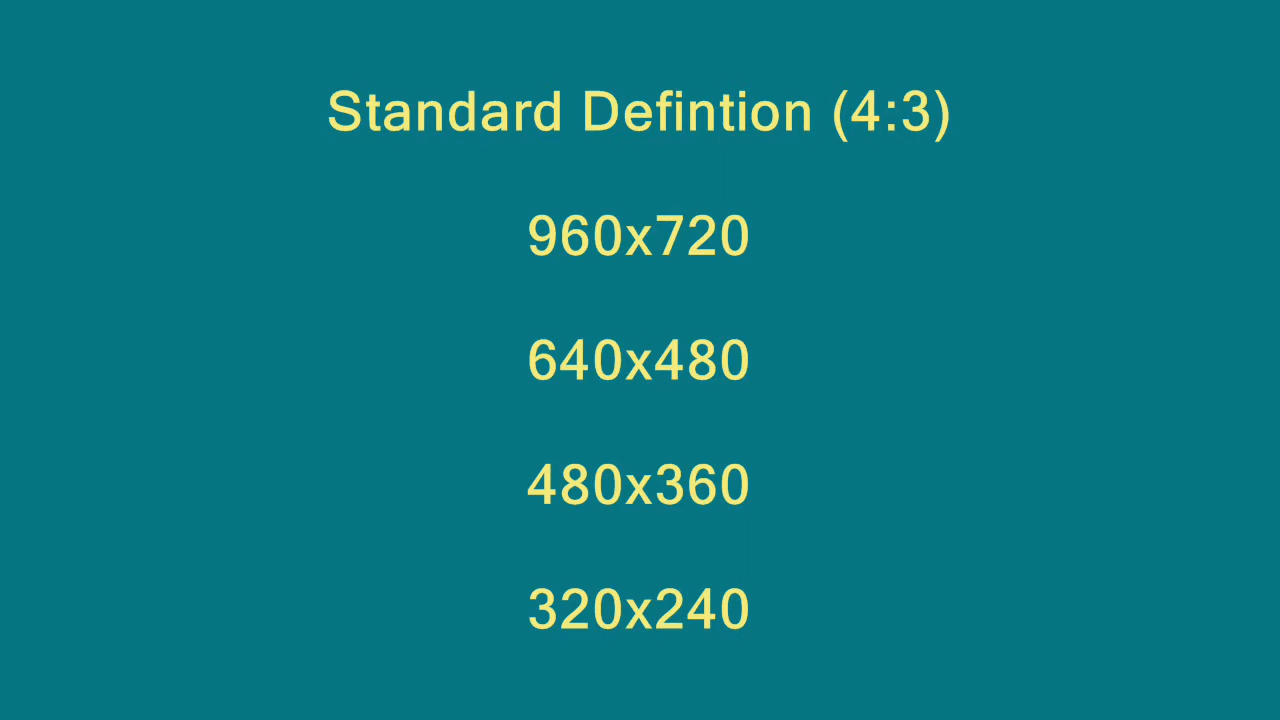 Standard Defintion (4:3)
960x720
640x480
480x360
320x240